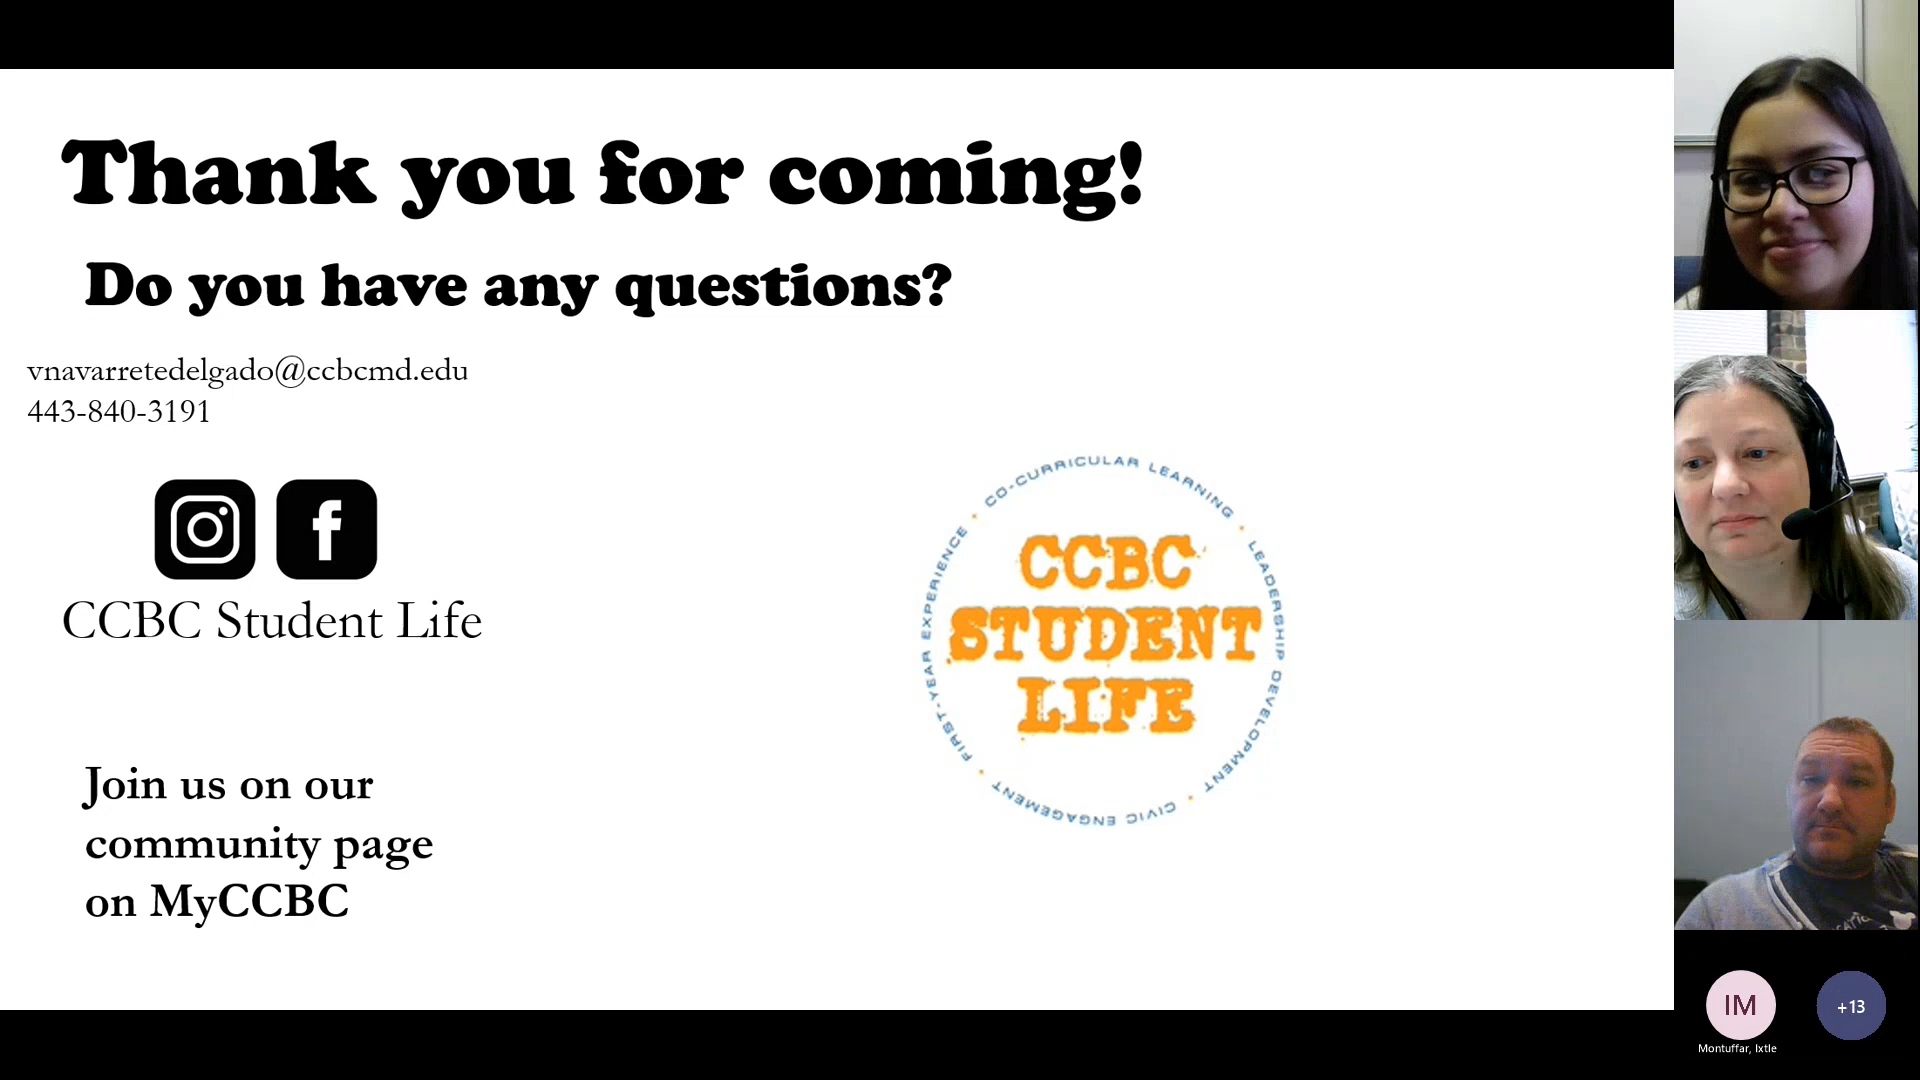 Thank you for coming!
Do you have any questions?
vnavarretedelgado@ccbcmd.edu
443-840-3191
CCBC Student Life
Join us on our
community page
on MyCCBC
CO-CURRICULAR LEARNING • LEADERSHIP DEVELOPMENT • CIVIC ENGAGEMENT • FIRST-YEAR EXPERIENCE •
CCBC
STUDENT
LIFE
IM
+13
Montuffar, Ixtle